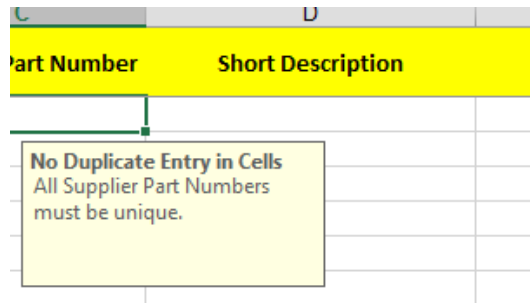 C D
Part Number Short Description
No Duplicate Entry in Cells
All Supplier Part Numbers
must be unique.